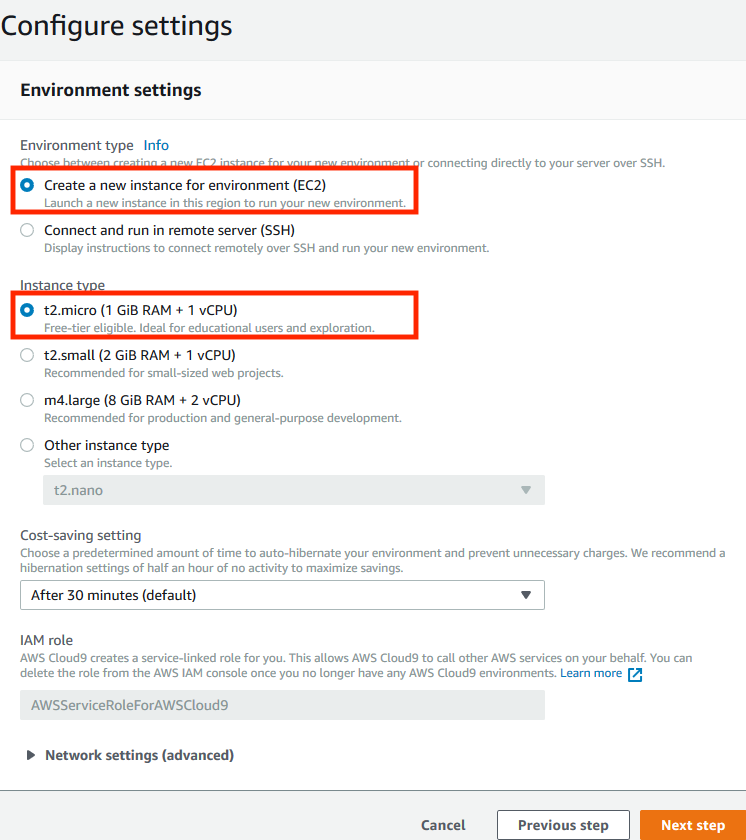 Configure settings
Environment settings
Environment type Info
Choose between creating a new EC2 instance for your new environment or connecting directly to your server over SSH.
Create a new instance for environment (EC2)
Launch a new instance in this region to run your new environment.
Connect and run in remote server (SSH)
Display instructions to connect remotely over SSH and run your new environment.
Instance type
t2.micro (1 GiB RAM + 1 vCPU)
Free-tier eligible. Ideal for educational users and exploration.
t2.small (2 GiB RAM + 1 vCPU)
Recommended for small-sized web projects.
m4.large (8 GiB RAM + 2 vCPU)
Recommended for production and general-purpose development.
Other instance type
Select an instance type.
t2.nano
Cost-saving setting
Choose a predetermined amount of time to auto-hibernate your environment and prevent unnecessary charges. We recommend a
hibernation settings of half an hour of no activity to maximize savings.
After 30 minutes (default)
IAM role
AWS Cloud9 creates a service-linked role for you. This allows AWS Cloud9 to call other AWS services on your behalf. You can
delete the role from the AWS IAM console once you no longer have any AWS Cloud9 environments. Learn more
AWSServiceRoleForAWSCloud9
Network settings (advanced)
Cancel
Previous step
Next step